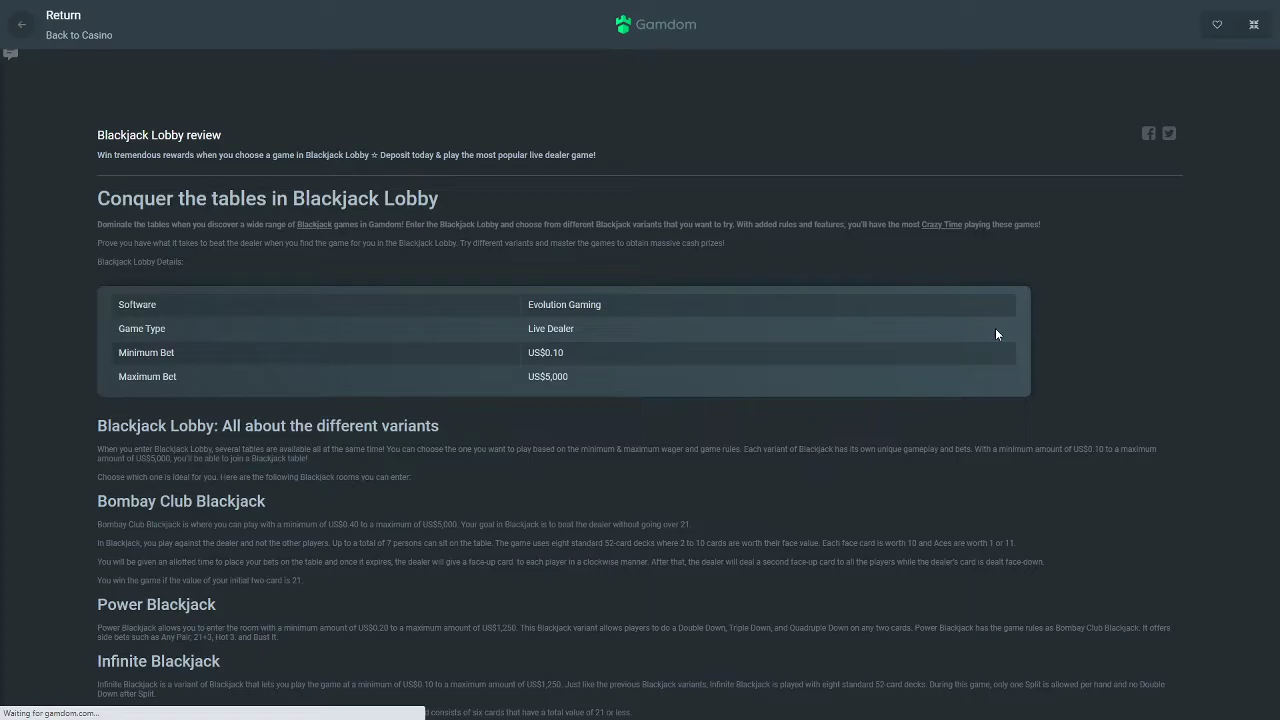 Return
Back to Casino
Gamdom
Blackjack Lobby review
Win tremendous rewards when you choose a game in Blackjack Lobby ☆ Deposit today & play the most popular live dealer game!
Conquer the tables in Blackjack Lobby
Dominate the tables when you discover a wide range of Blackjack games in Gamdom! Enter the Blackjack Lobby and choose from different Blackjack variants that you want to try. With added rules and features, you'll have the most Crazy Time playing these games!
Prove you have what it takes to beat the dealer when you find the game for you in the Blackjack Lobby. Try different variants and master the games to obtain massive cash prizes!
Blackjack Lobby Details:
Software Evolution Gaming
Game Type Live Dealer
Minimum Bet US$0.10
Maximum Bet US$5,000
Blackjack Lobby: All about the different variants
When you enter Blackjack Lobby, several tables are available all at the same time! You can choose the one you want to play based on the minimum & maximum wager and game rules. Each variant of Blackjack has its own unique gameplay and bets. With a minimum amount of US$0.10 to a maximum
amount of US$5,000, you'll be able to join a Blackjack table!
Choose which one is ideal for you. Here are the following Blackjack rooms you can enter:
Bombay Club Blackjack
Bombay Club Blackjack is where you can play with a minimum of US$0.40 to a maximum of US$5,000. Your goal in Blackjack is to beat the dealer without going over 21.
In Blackjack, you play against the dealer and not the other players. Up to a total of 7 persons can sit on the table. The game uses eight standard 52-card decks where 2 to 10 cards are worth their face value. Each face card is worth 10 and Aces are worth 1 or 11.
You will be given an allotted time to place your bets on the table and once it expires, the dealer will give a face-up card to each player in a clockwise manner. After that, the dealer will deal a second face-up card to all the players while the dealer's card is dealt face-down.
You win the game if the value of your initial two-card is 21.
Power Blackjack
Power Blackjack allows you to enter the room with a minimum amount of US$0.20 to a maximum amount of US$1,250. This Blackjack variant allows players to do a Double Down, Triple Down, and Quadruple Down on any two cards. Power Blackjack has the game rules as Bombay Club Blackjack. It offers
side bets such as Any Pair, 21+3, Hot 3. and Bust It.
Infinite Blackjack
Infinite Blackjack is a variant of Blackjack that lets you play the game at a minimum of US$0.10 to a maximum amount of US$1,250. Just like the previous Blackjack variants, Infinite Blackjack is played with eight standard 52-card decks. During this game, only one Split is allowed per hand and no Double
Down after Split.
d consists of six cards that have a total value of 21 or less.
Waiting for gamdom.com...